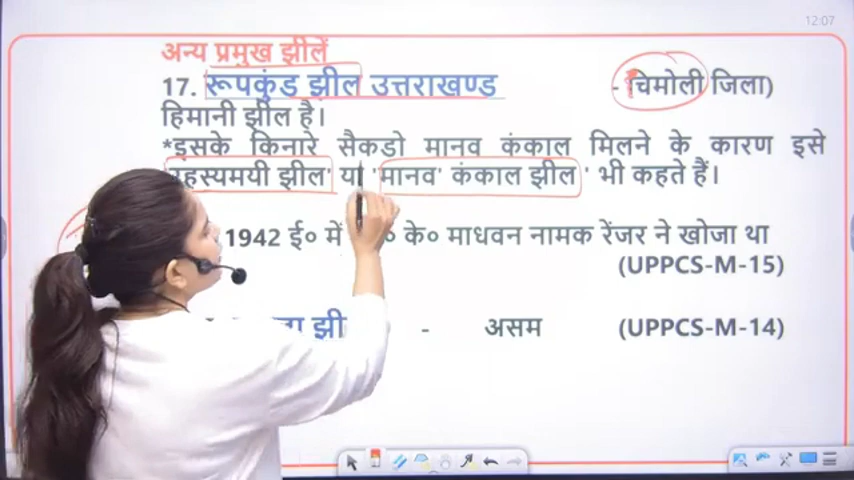 12:07
अन्य प्रमुख झीलें
17. रूपकुंड झील उत्तराखण्ड - चिमोली जिला)
हिमानी झील है।
*इसके किनारे सैकडो मानव कंकाल मिलने के कारण इसे
रहस्यमयी झील' या 'मानव' कंकाल झील ' भी कहते हैं।
1942 ई० में के० माधवन नामक रेंजर ने खोजा था
(UPPCS-M-15)
झी - असम (UPPCS-M-14)